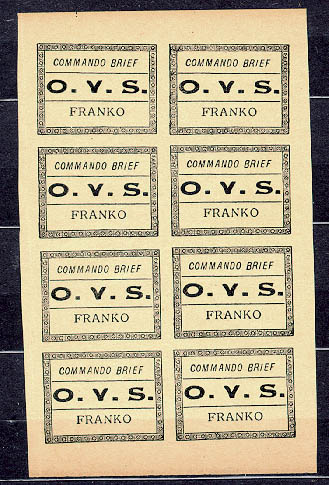 COMMANDO BRIEF
O. V. S.
FRANKO
COMMANDO BRIEF
O. V. S.
FRANKO
COMMANDO BRIEF
O. V. S.
FRANKO
COMMANDO BRIEF
O. V. S.
FRANKO
COMMANDO BRIEF
O. V. S.
FRANKO
COMMANDO BRIEF
O. V. S.
FRANKO
COMMANDO BRIEF
O. V. S.
FRANKO
COMMANDO BRIEF
O. V. S.
FRANKO